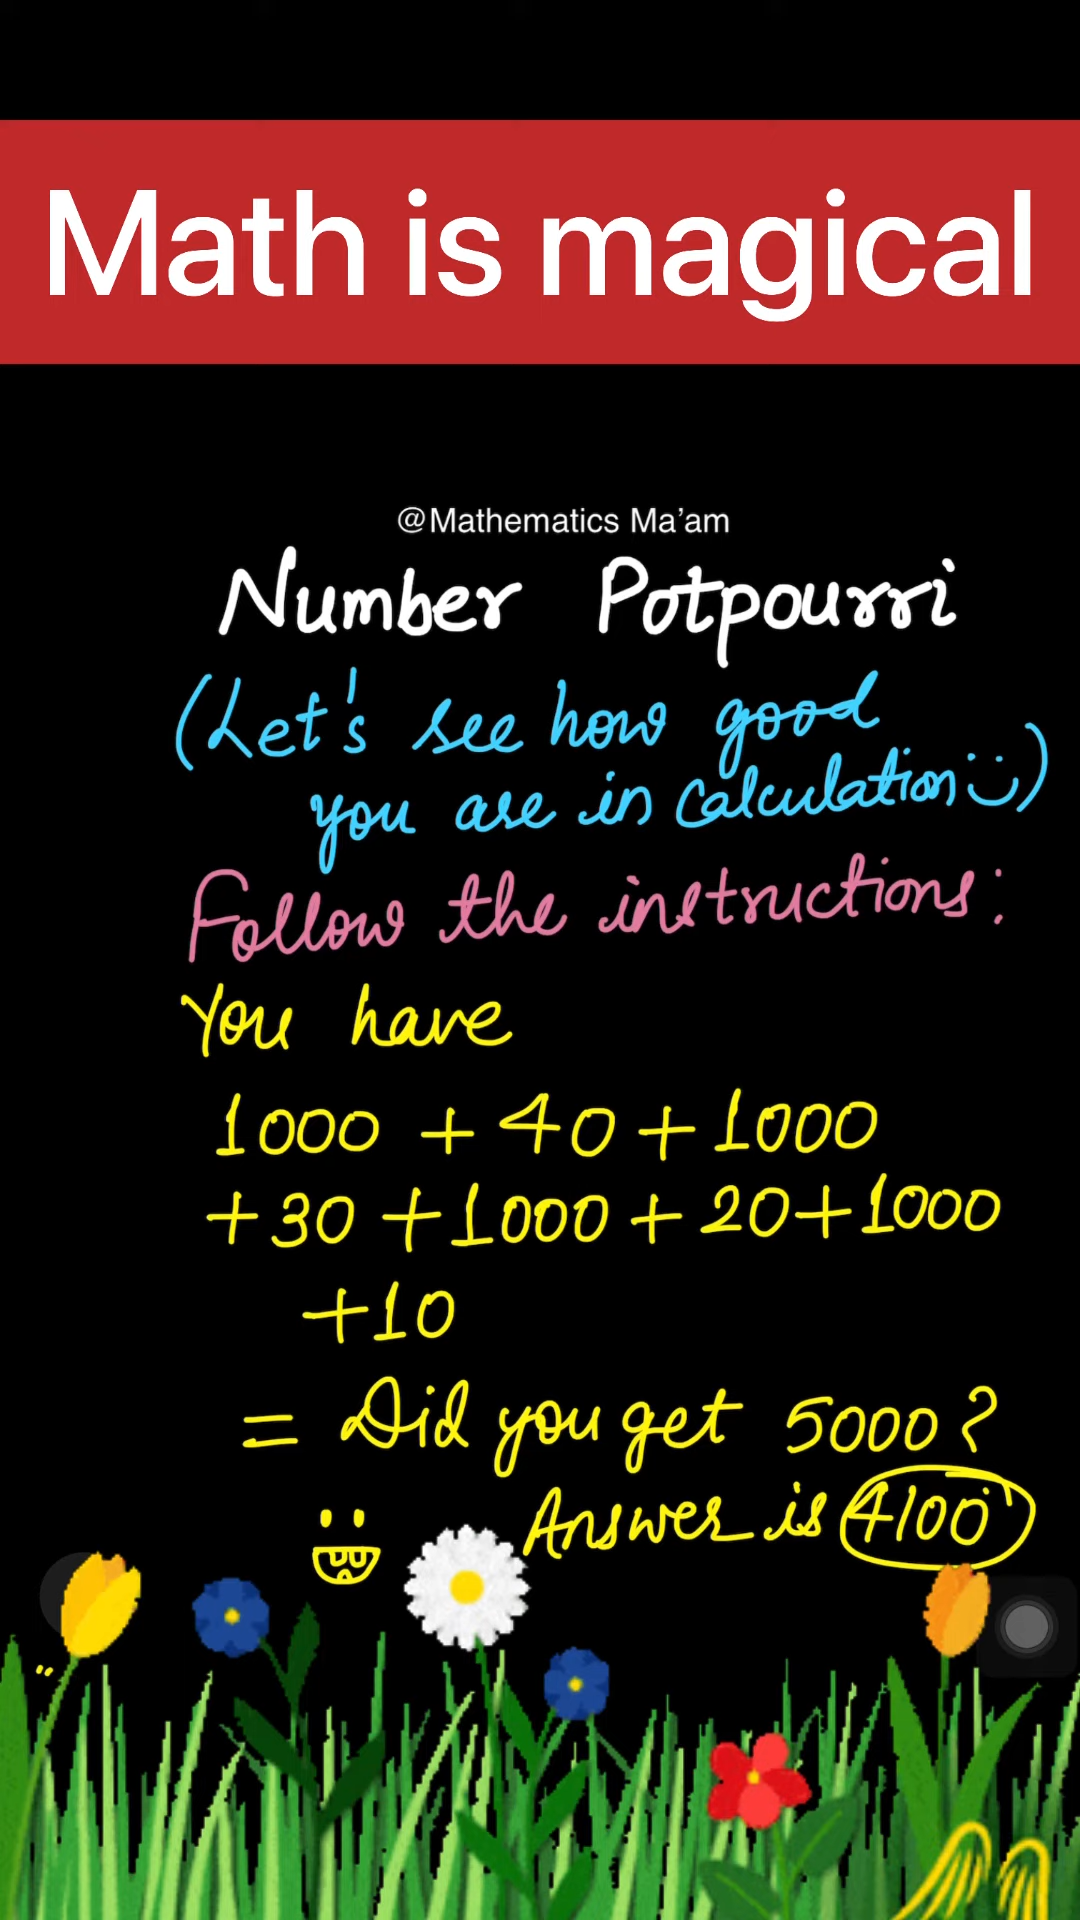 Math is magical
@Mathematics Ma'am
Number Potpourri
(Let's see how good
you are in calculation)
Follow the instructions:
You have
1000 + 40 + 1000
+30 +1000 + 20+1000
+10
= Did you get 5000?
Answer is 4100